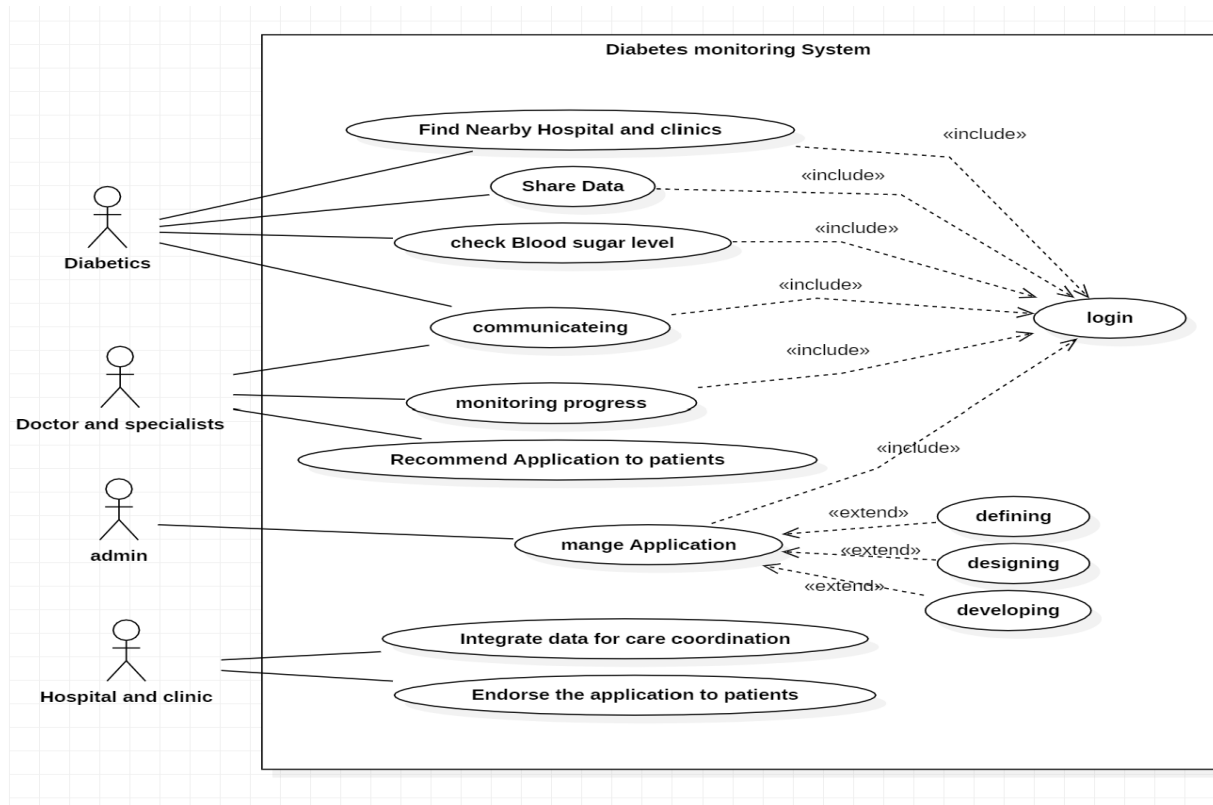 Diabetes monitoring System
Find Nearby Hospital and clinics
«include»
Share Data
«include»
check Blood sugar level
«include»
Diabetics
communicateing
«include»
login
monitoring progress
«include»
Doctor and specialists
Recommend Application to patients
«include»
admin
mange Application
«extend»
defining
«extend»
designing
«extend»
developing
Integrate data for care coordination
Hospital and clinic
Endorse the application to patients